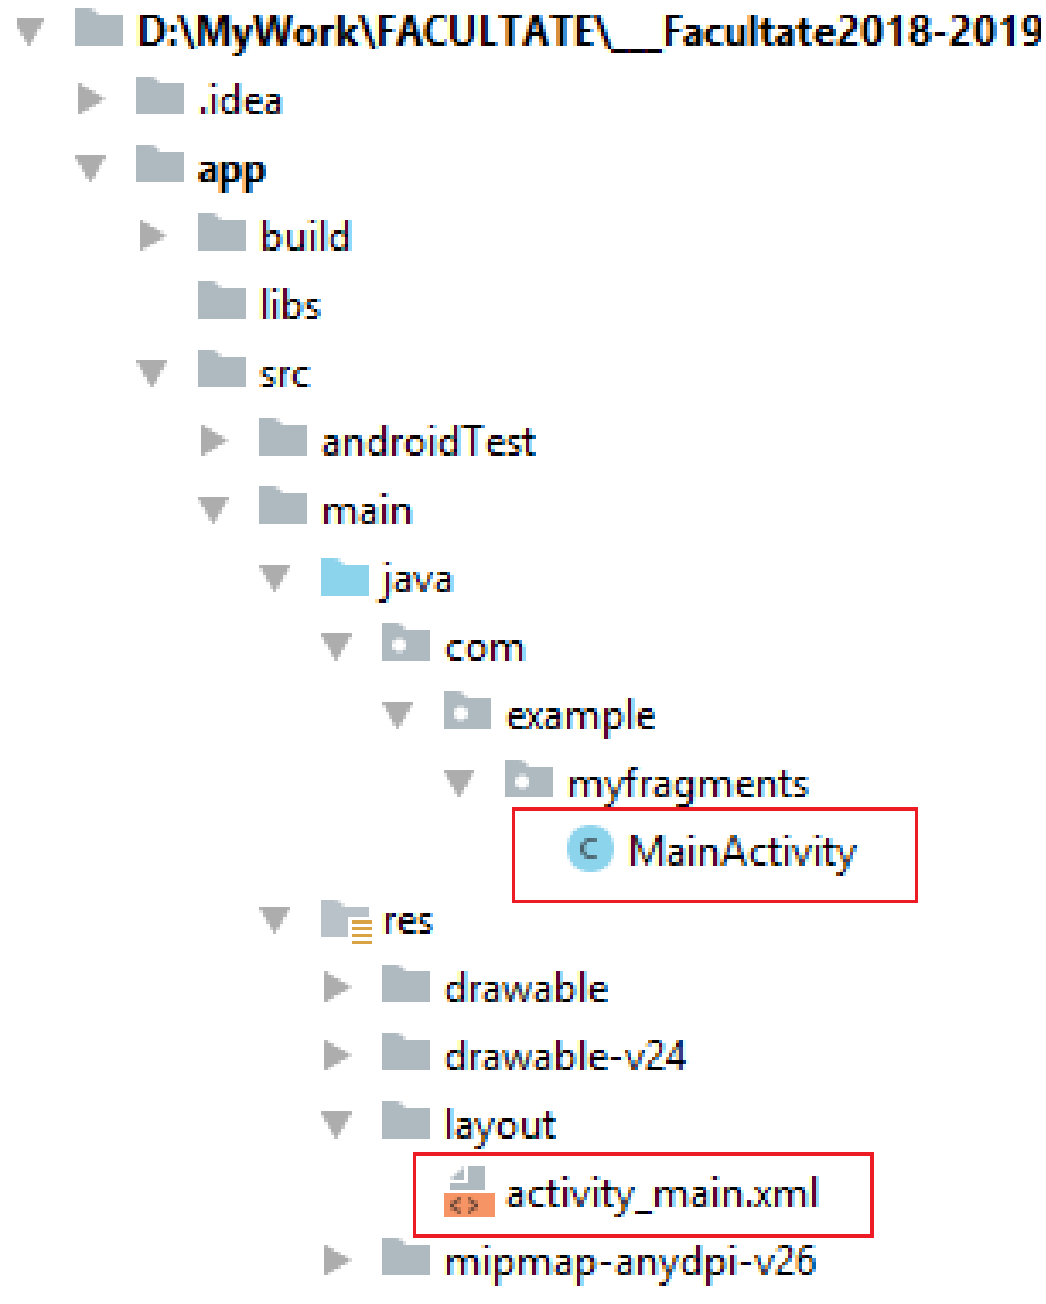 D:\MyWork\FACULTATE\___Facultate2018-2019
.idea
app
build
libs
src
androidTest
main
java
com
example
myfragments
C MainActivity
res
drawable
drawable-v24
layout
<> activity_main.xml
mipmap-anydpi-v26